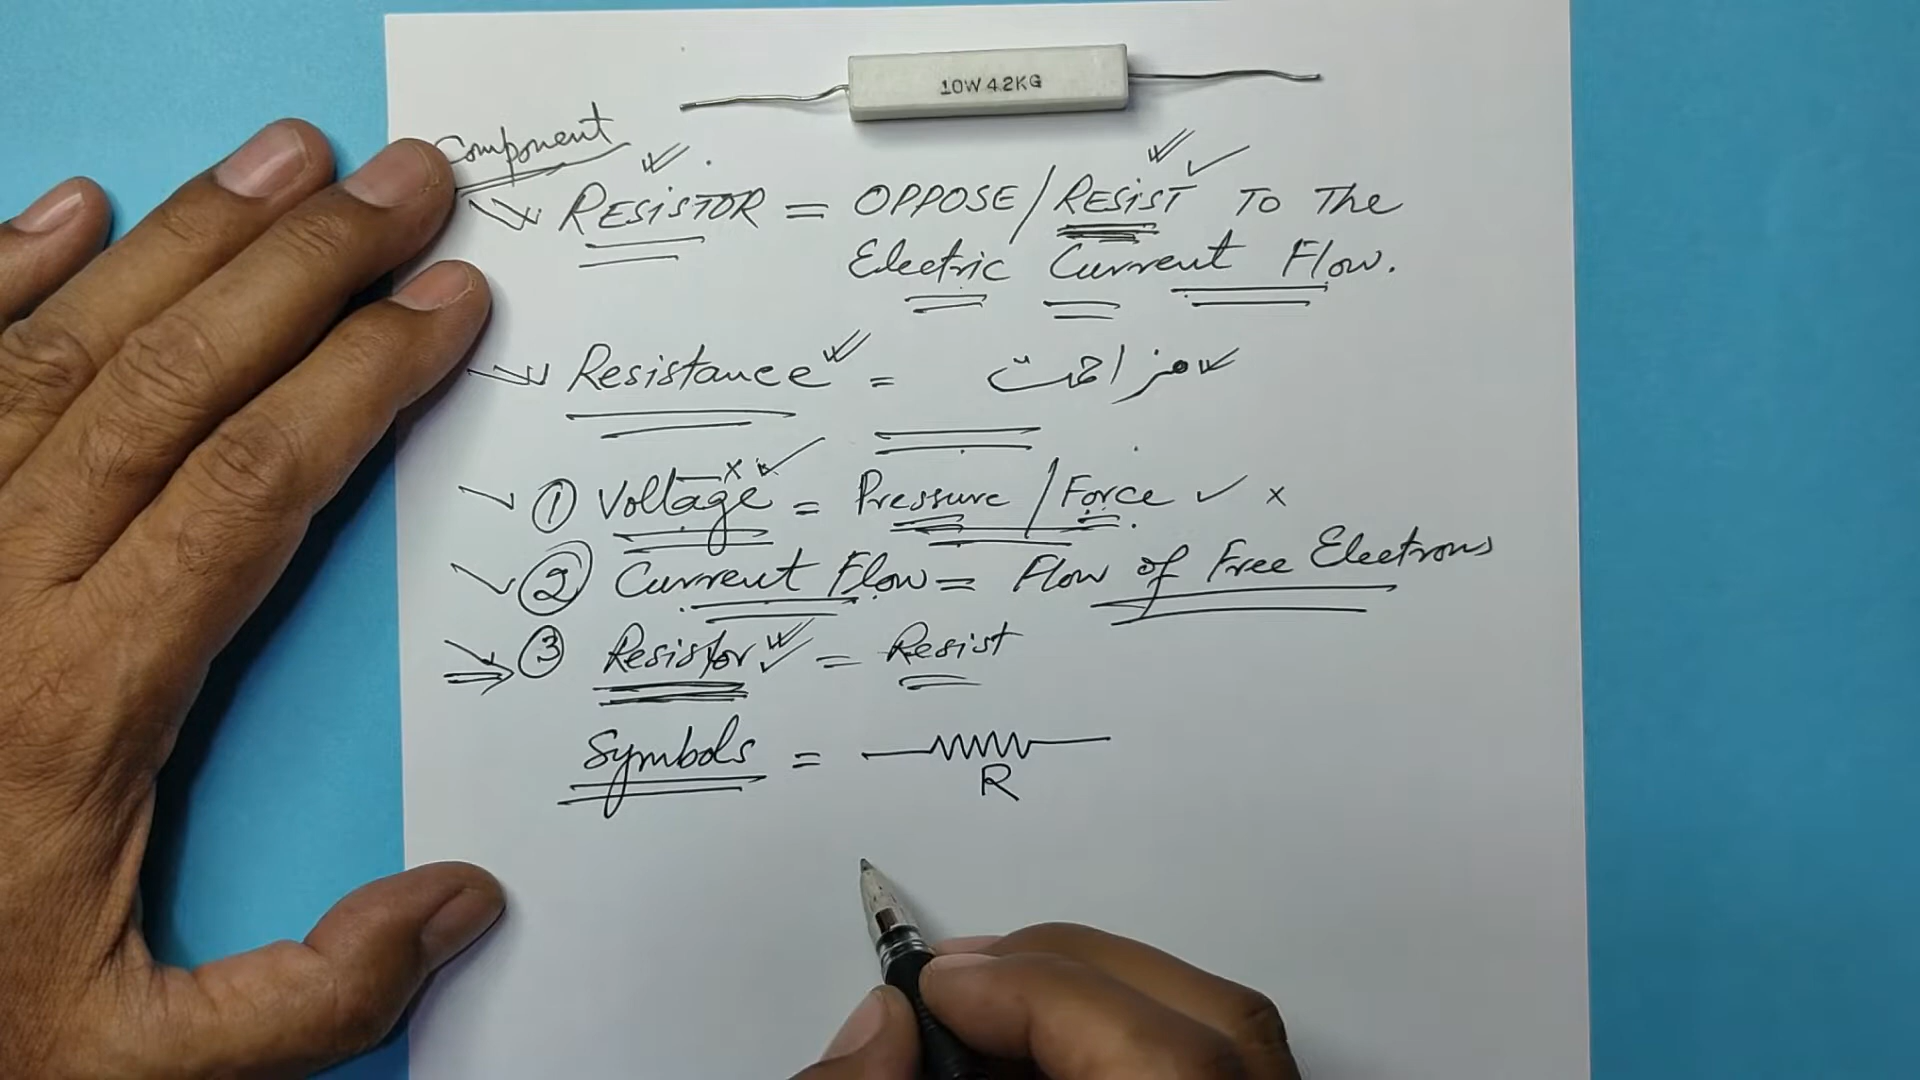 10W 4.2KG
Component
RESISTOR = OPPOSE / RESIST TO THE
Electric Current Flow.
Resistance = مزاحمت
① Voltage = Pressure / Force
② Current Flow = Flow of Free Electrons
③ Resistor = Resist
Symbols =
R